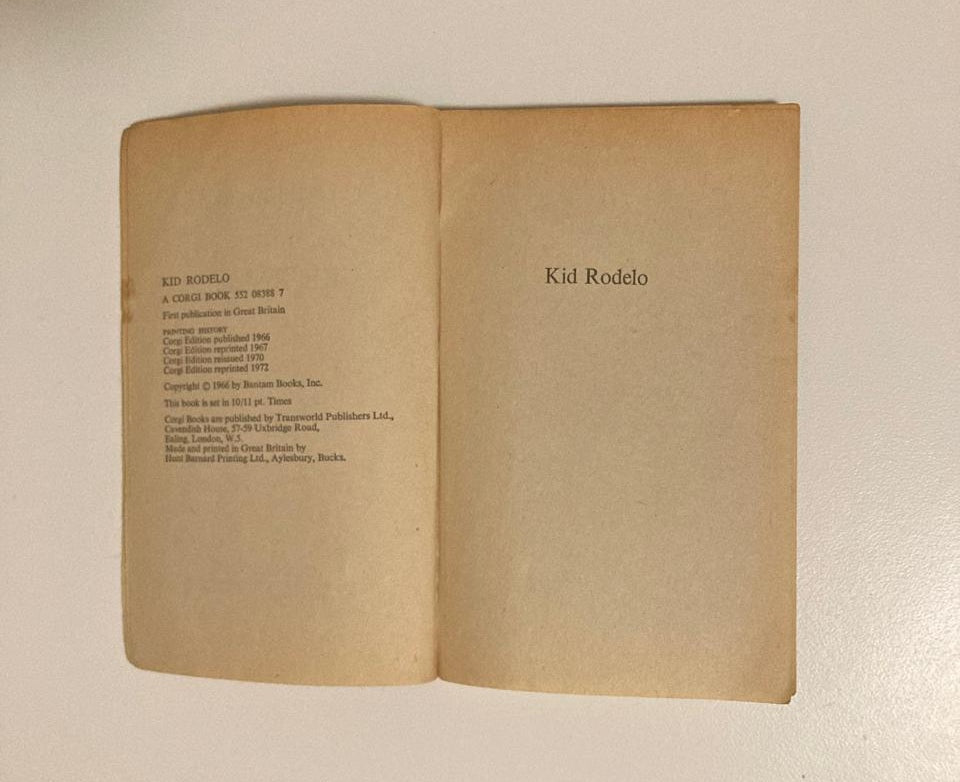 KID RODELO
A CORGI BOOK 552 08388 7
First publication in Great Britain
PRINTING HISTORY
Corgi Edition published 1966
Corgi Edition reprinted 1967
Corgi Edition reissued 1970
Corgi Edition reprinted 1972
Copyright © 1966 by Bantam Books, Inc.
This book is set in 10/11 pt. Times
Corgi Books are published by Transworld Publishers Ltd.,
Cavendish House, 57-59 Uxbridge Road,
Ealing, London, W.5.
Made and printed in Great Britain by
Hunt Barnard Printing Ltd., Aylesbury, Bucks.
Kid Rodelo